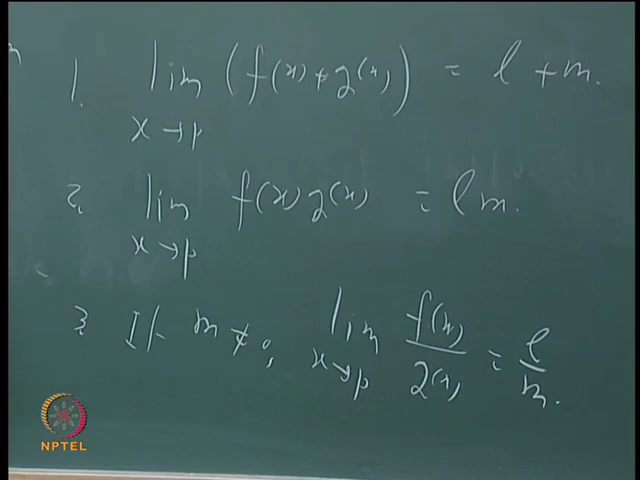 1. lim (f(x) + g(x)) = l + m.
x → p
2. lim f(x) g(x) = l m.
x → p
3 If m ≠ 0, lim f(x)/g(x) = l/m.
x → p
NPTEL